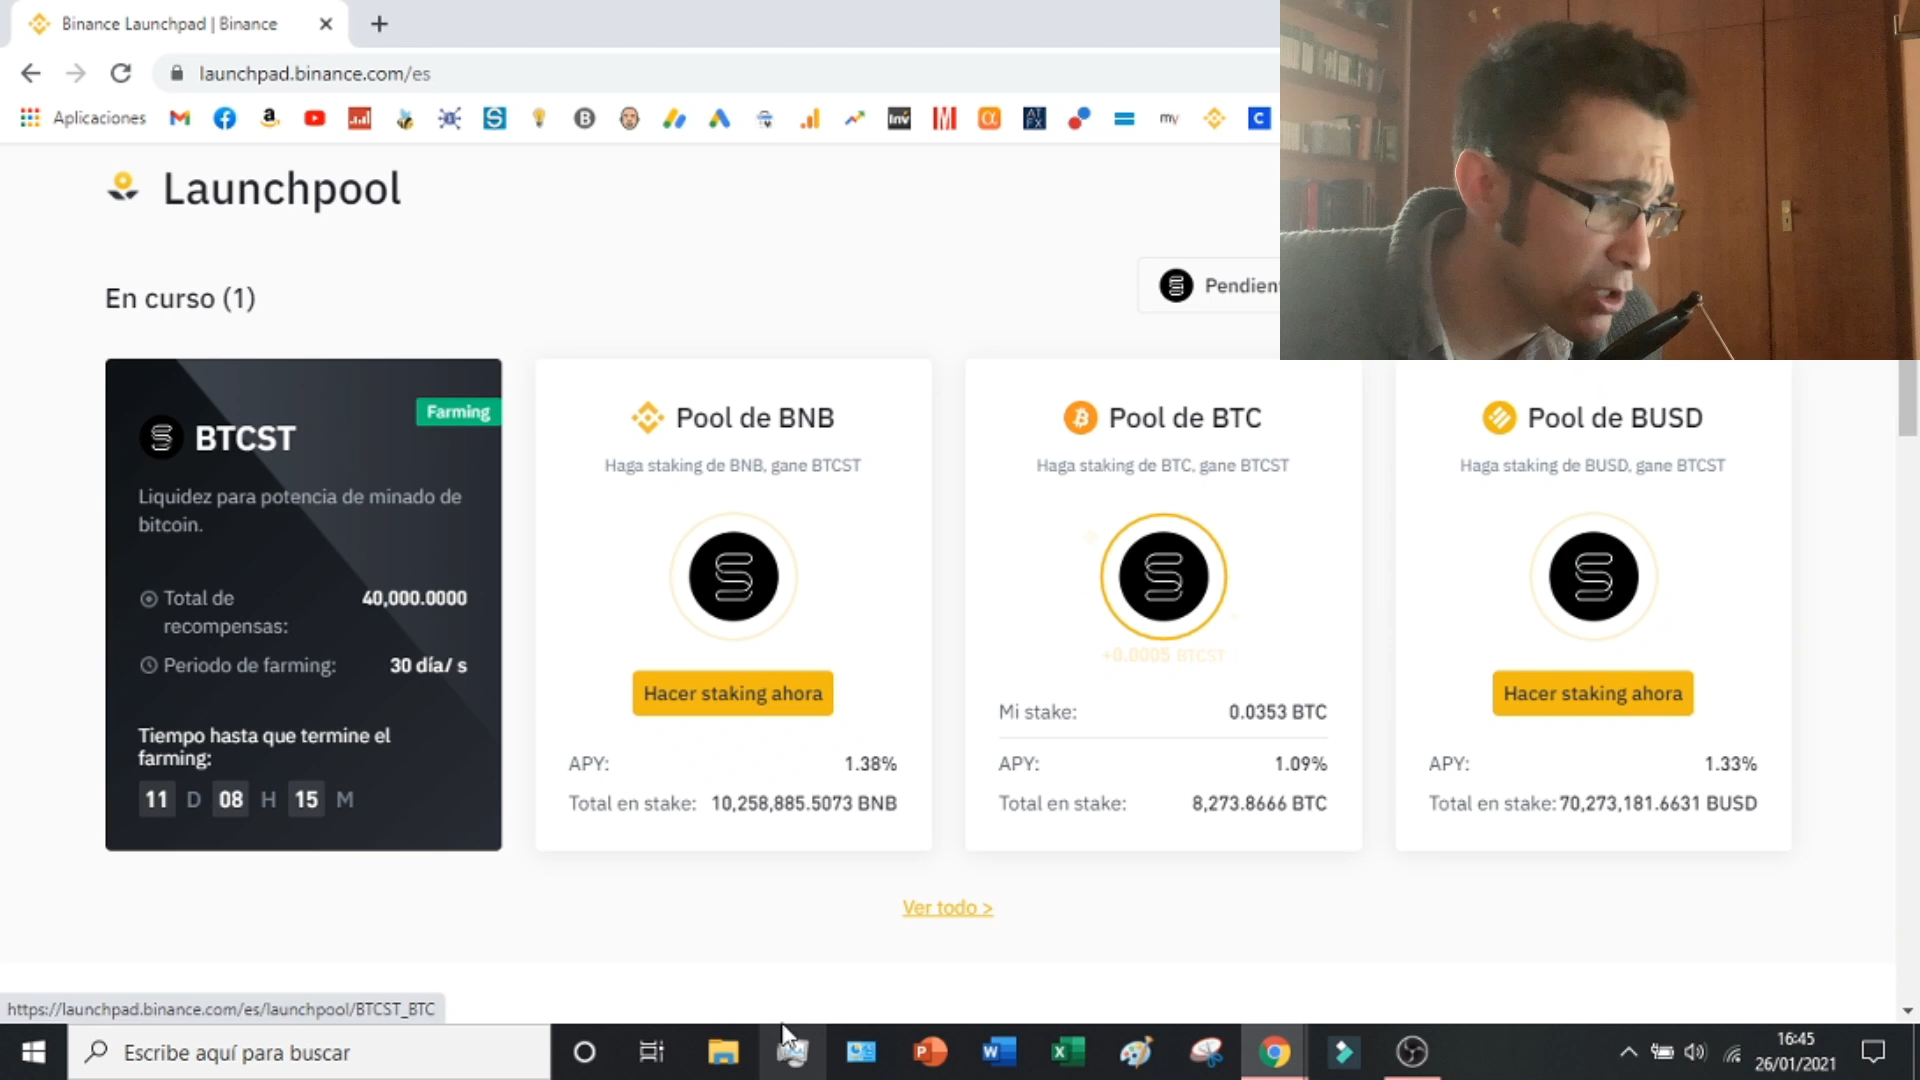 Binance Launchpad | Binance
launchpad.binance.com/es
Aplicaciones
Launchpool
En curso (1)
Pendien
BTCST
Farming
Liquidez para potencia de minado de
bitcoin.
Total de
recompensas:
40,000.0000
Periodo de farming:
30 día/ s
Tiempo hasta que termine el
farming:
11 D 08 H 15 M
Pool de BNB
Haga staking de BNB, gane BTCST
Hacer staking ahora
APY: 1.38%
Total en stake: 10,258,885.5073 BNB
Pool de BTC
Haga staking de BTC, gane BTCST
+0.0005 BTCST
Mi stake: 0.0353 BTC
APY: 1.09%
Total en stake: 8,273.8666 BTC
Pool de BUSD
Haga staking de BUSD, gane BTCST
Hacer staking ahora
APY: 1.33%
Total en stake: 70,273,181.6631 BUSD
Ver todo >
https://launchpad.binance.com/es/launchpool/BTCST_BTC
Escribe aquí para buscar
16:45
26/01/2021